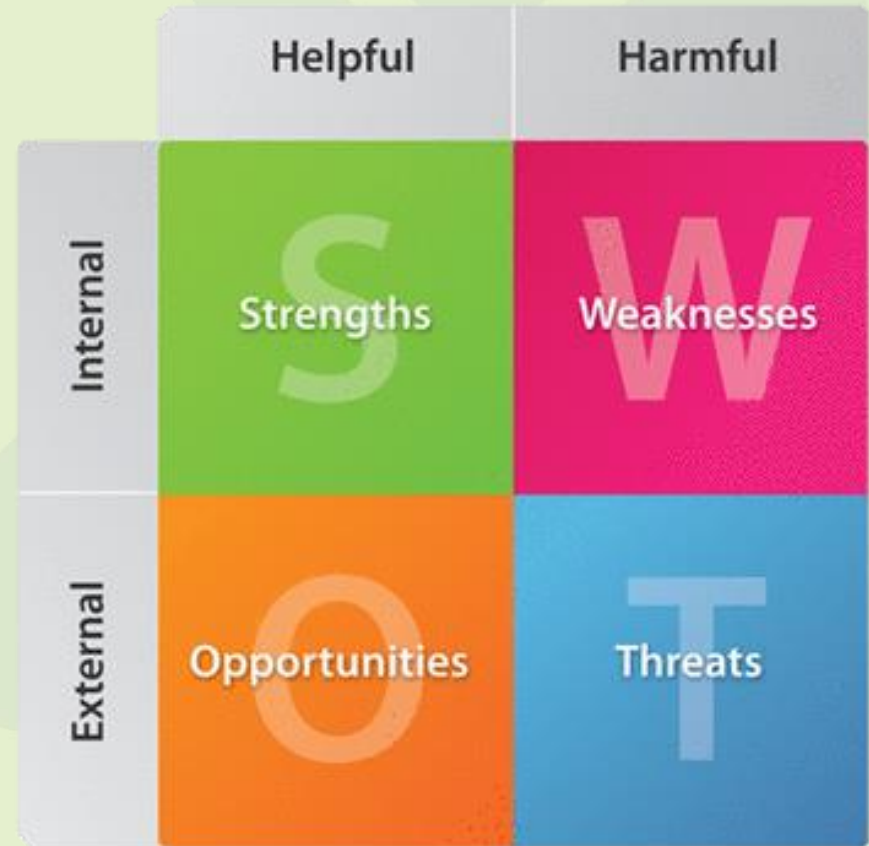 Helpful Harmful
Internal
S
Strengths
W
Weaknesses
External
O
Opportunities
T
Threats